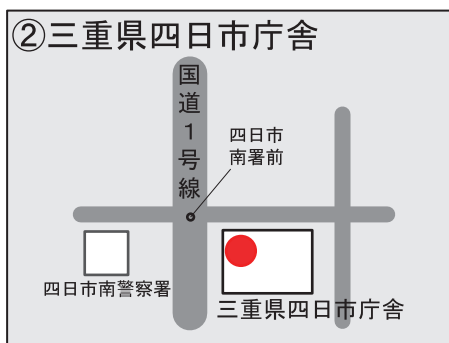 ②三重県四日市庁舎
国道1号線
四日市
南署前
四日市南警察署
三重県四日市庁舎